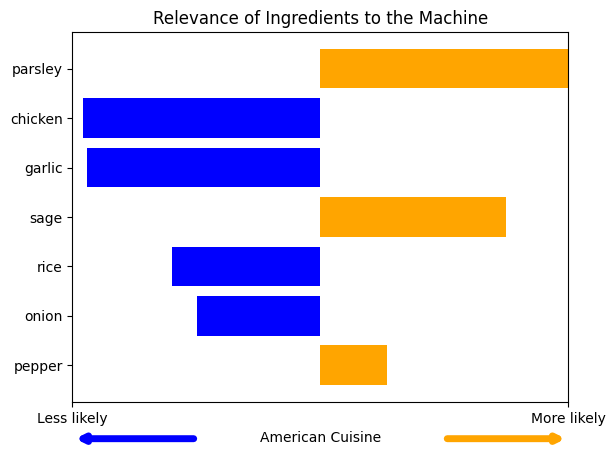 Relevance of Ingredients to the Machine
parsley
chicken
garlic
sage
rice
onion
pepper
Less likely
More likely
American Cuisine